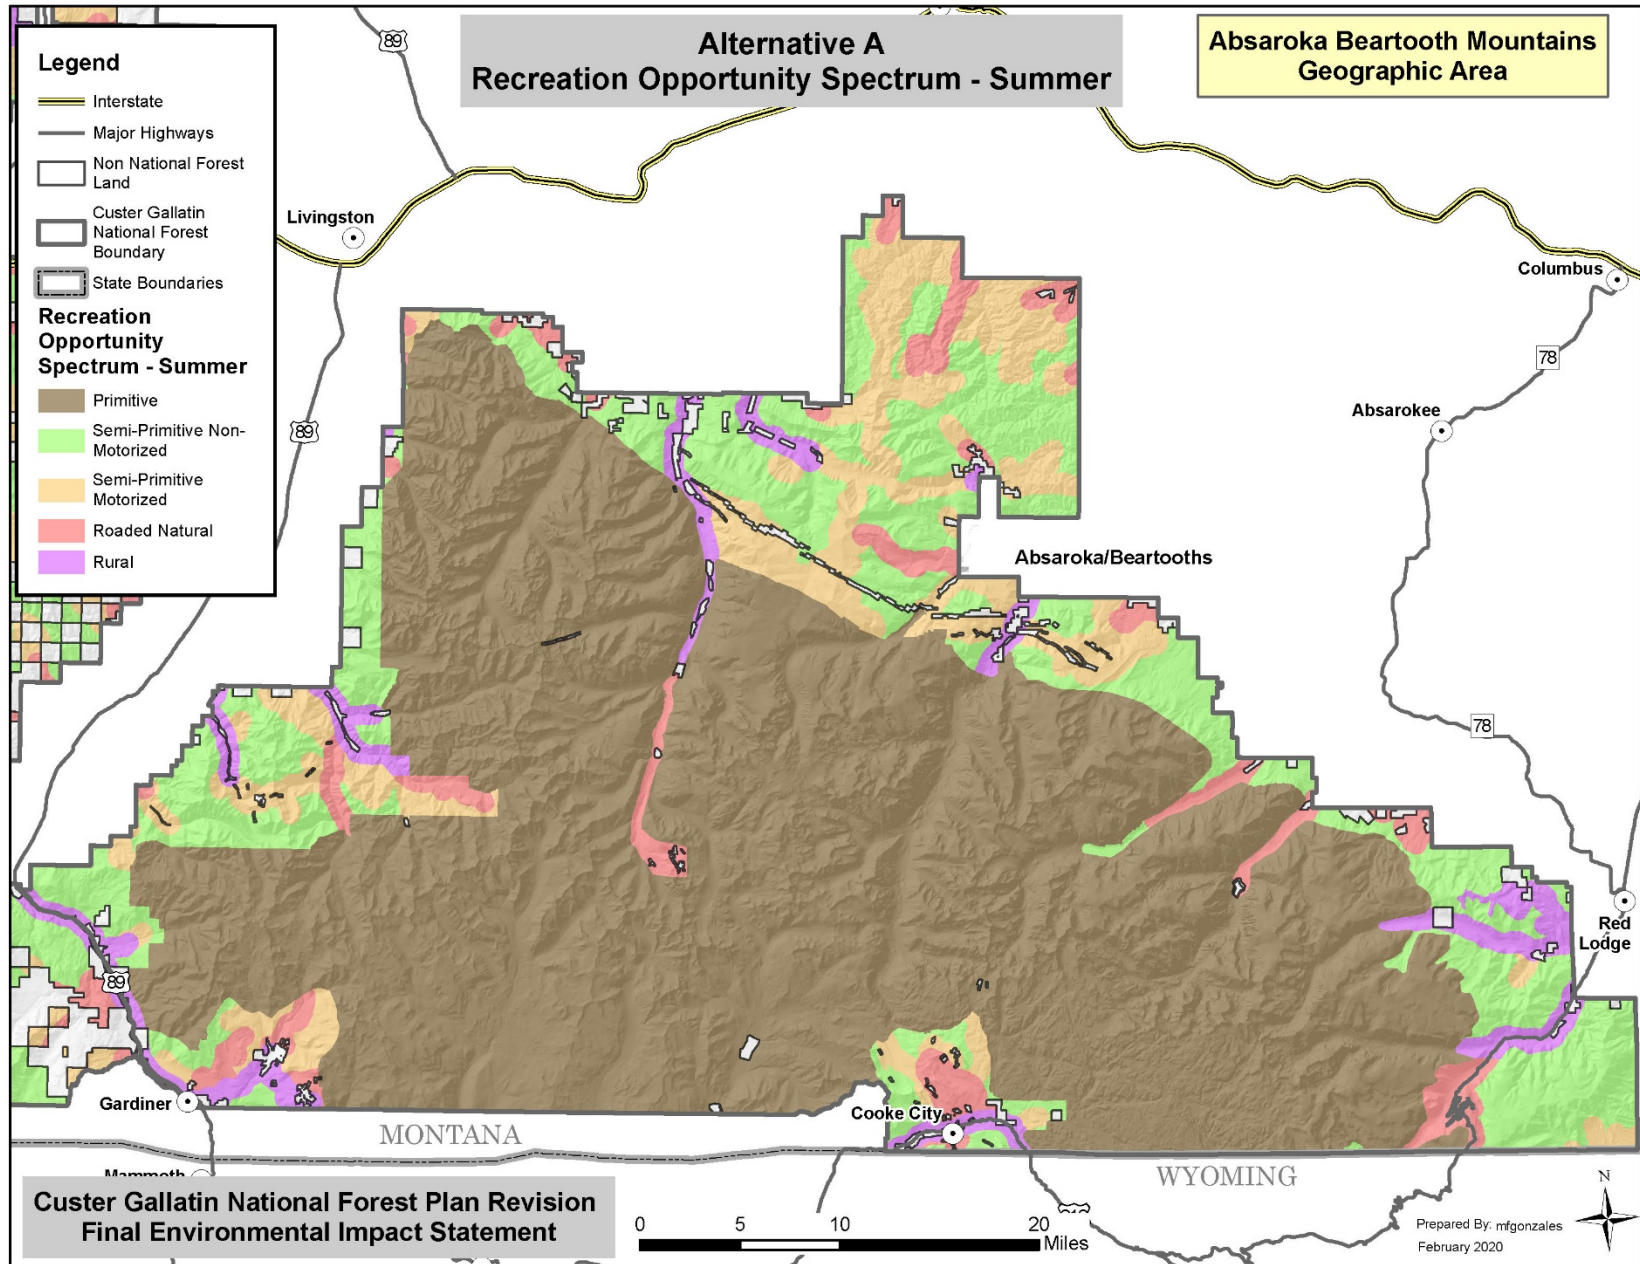 Alternative A
Recreation Opportunity Spectrum - Summer
Absaroka Beartooth Mountains
Geographic Area
Legend
Interstate
Major Highways
Non National Forest
Land
Custer Gallatin
National Forest
Boundary
State Boundaries
Recreation
Opportunity
Spectrum - Summer
Primitive
Semi-Primitive Non-
Motorized
Semi-Primitive
Motorized
Roaded Natural
Rural
89
Livingston
Columbus
78
89
Absarokee
Absaroka/Beartooths
78
Red
Lodge
89
Gardiner
Cooke City
MONTANA
WYOMING
Mammoth
Custer Gallatin National Forest Plan Revision
Final Environmental Impact Statement
0 5 10 20
Miles
N
Prepared By: mfgonzales
February 2020